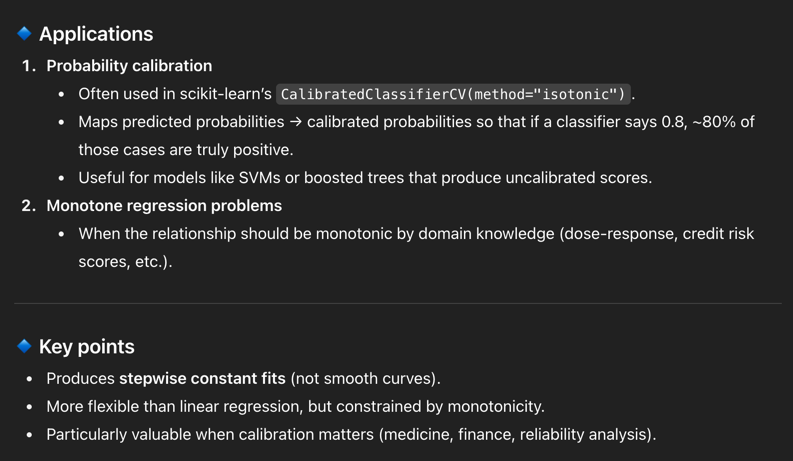 Applications
1. Probability calibration
• Often used in scikit-learn’s CalibratedClassifierCV(method="isotonic").
• Maps predicted probabilities → calibrated probabilities so that if a classifier says 0.8, ~80% of
those cases are truly positive.
• Useful for models like SVMs or boosted trees that produce uncalibrated scores.
2. Monotone regression problems
• When the relationship should be monotonic by domain knowledge (dose-response, credit risk
scores, etc.).
Key points
• Produces stepwise constant fits (not smooth curves).
• More flexible than linear regression, but constrained by monotonicity.
• Particularly valuable when calibration matters (medicine, finance, reliability analysis).